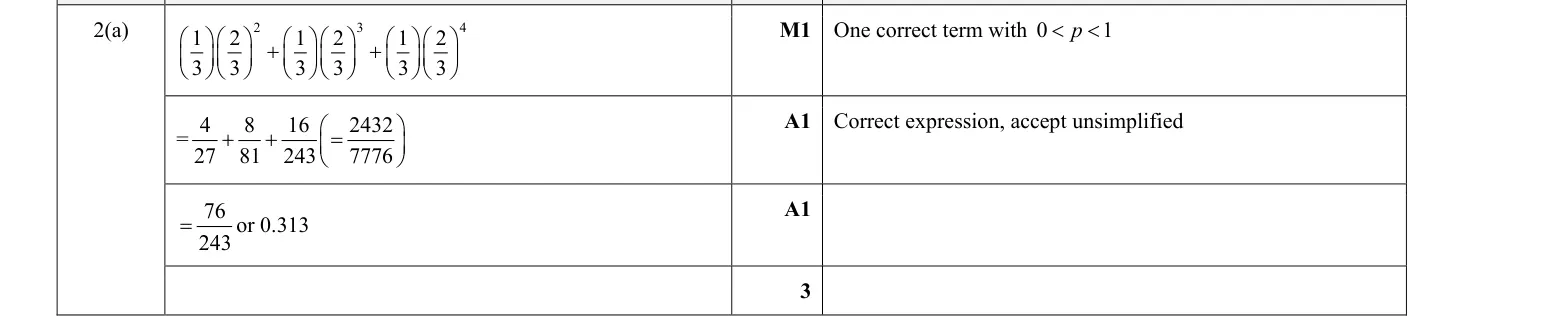 2(a) (1/3)(2/3)² + (1/3)(2/3)³ + (1/3)(2/3)⁴ M1 One correct term with 0 < p < 1
= 4/27 + 8/81 + 16/243 (= 2432/7776) A1 Correct expression, accept unsimplified
= 76/243 or 0.313 A1
3